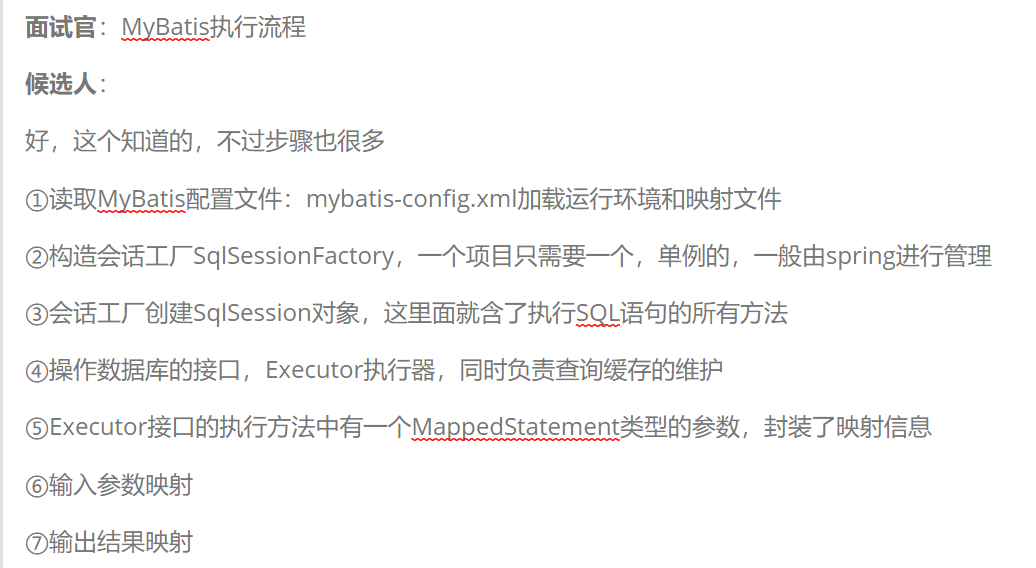 面试官：MyBatis执行流程
候选人：
好，这个知道的，不过步骤也很多
①读取MyBatis配置文件：mybatis-config.xml加载运行环境和映射文件
②构造会话工厂SqlSessionFactory，一个项目只需要一个，单例的，一般由spring进行管理
③会话工厂创建SqlSession对象，这里面就含了执行SQL语句的所有方法
④操作数据库的接口，Executor执行器，同时负责查询缓存的维护
⑤Executor接口的执行方法中有一个MappedStatement类型的参数，封装了映射信息
⑥输入参数映射
⑦输出结果映射